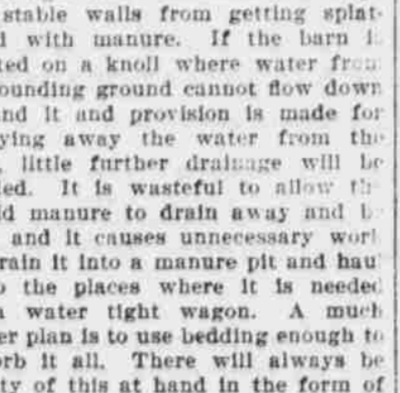 stable walls from getting splat-
d with manure. If the barn i
ted on a knoll where water from
ounding ground cannot flow down
nd it and provision is made for
ying away the water from the
, little further drainage will be
ed. It is wasteful to allow th
id manure to drain away and b
and it causes unnecessary work
rain it into a manure pit and haul
o the places where it is needed
a water tight wagon. A much
er plan is to use bedding enough to
orb it all. There will always be
ty of this at hand in the form of